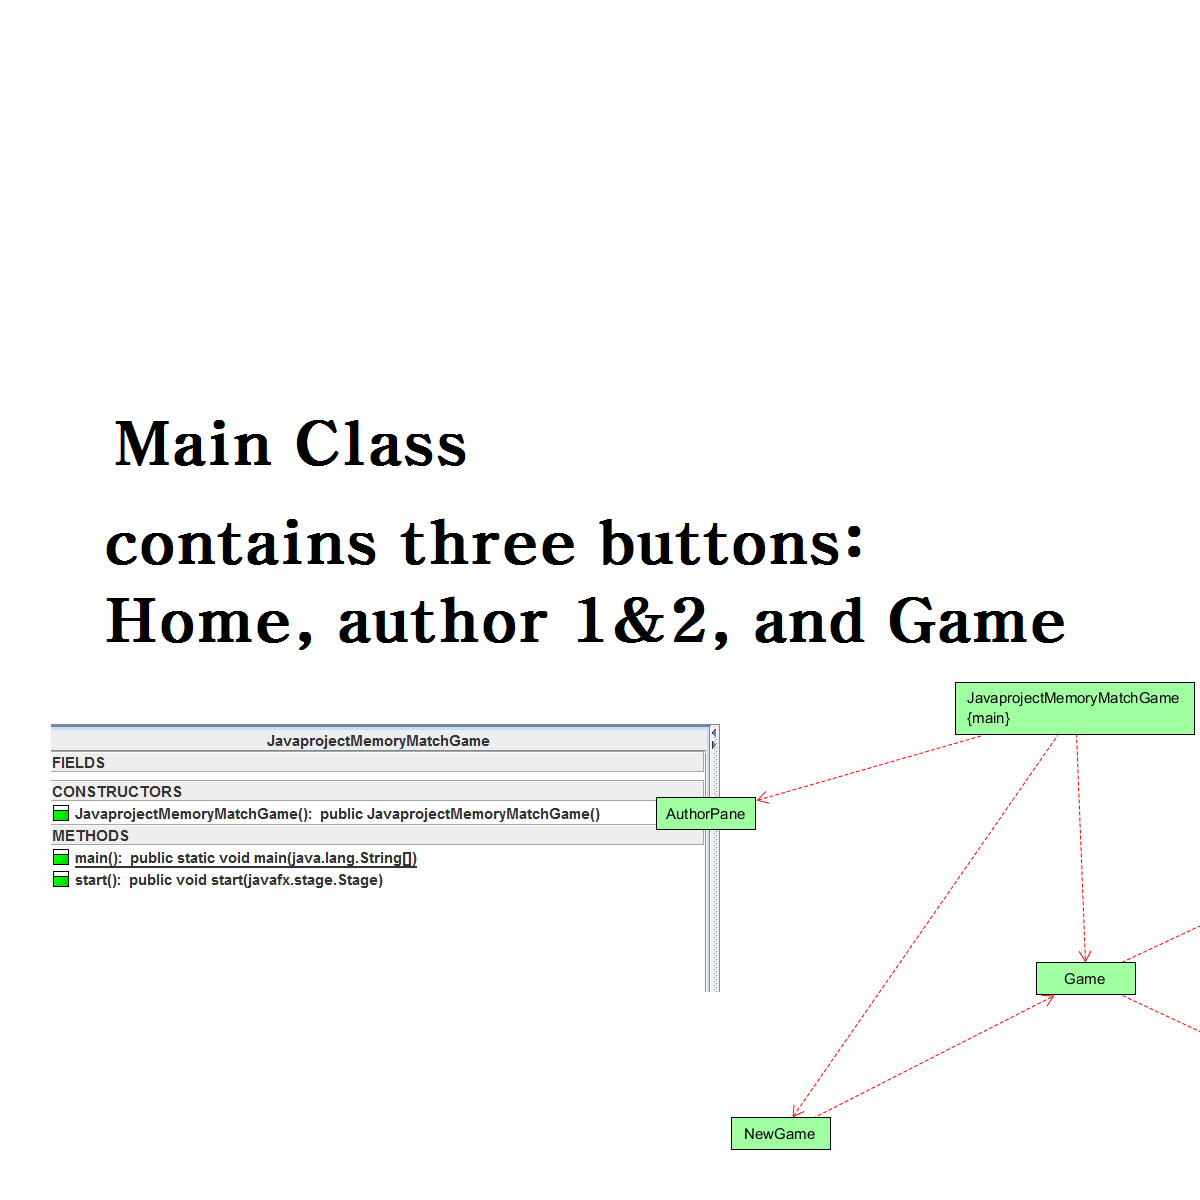 Main Class
contains three buttons:
Home, author 1&2, and Game
JavaprojectMemoryMatchGame
{main}
JavaprojectMemoryMatchGame
FIELDS
CONSTRUCTORS
JavaprojectMemoryMatchGame(): public JavaprojectMemoryMatchGame()
METHODS
main(): public static void main(java.lang.String[])
start(): public void start(javafx.stage.Stage)
AuthorPane
Game
NewGame